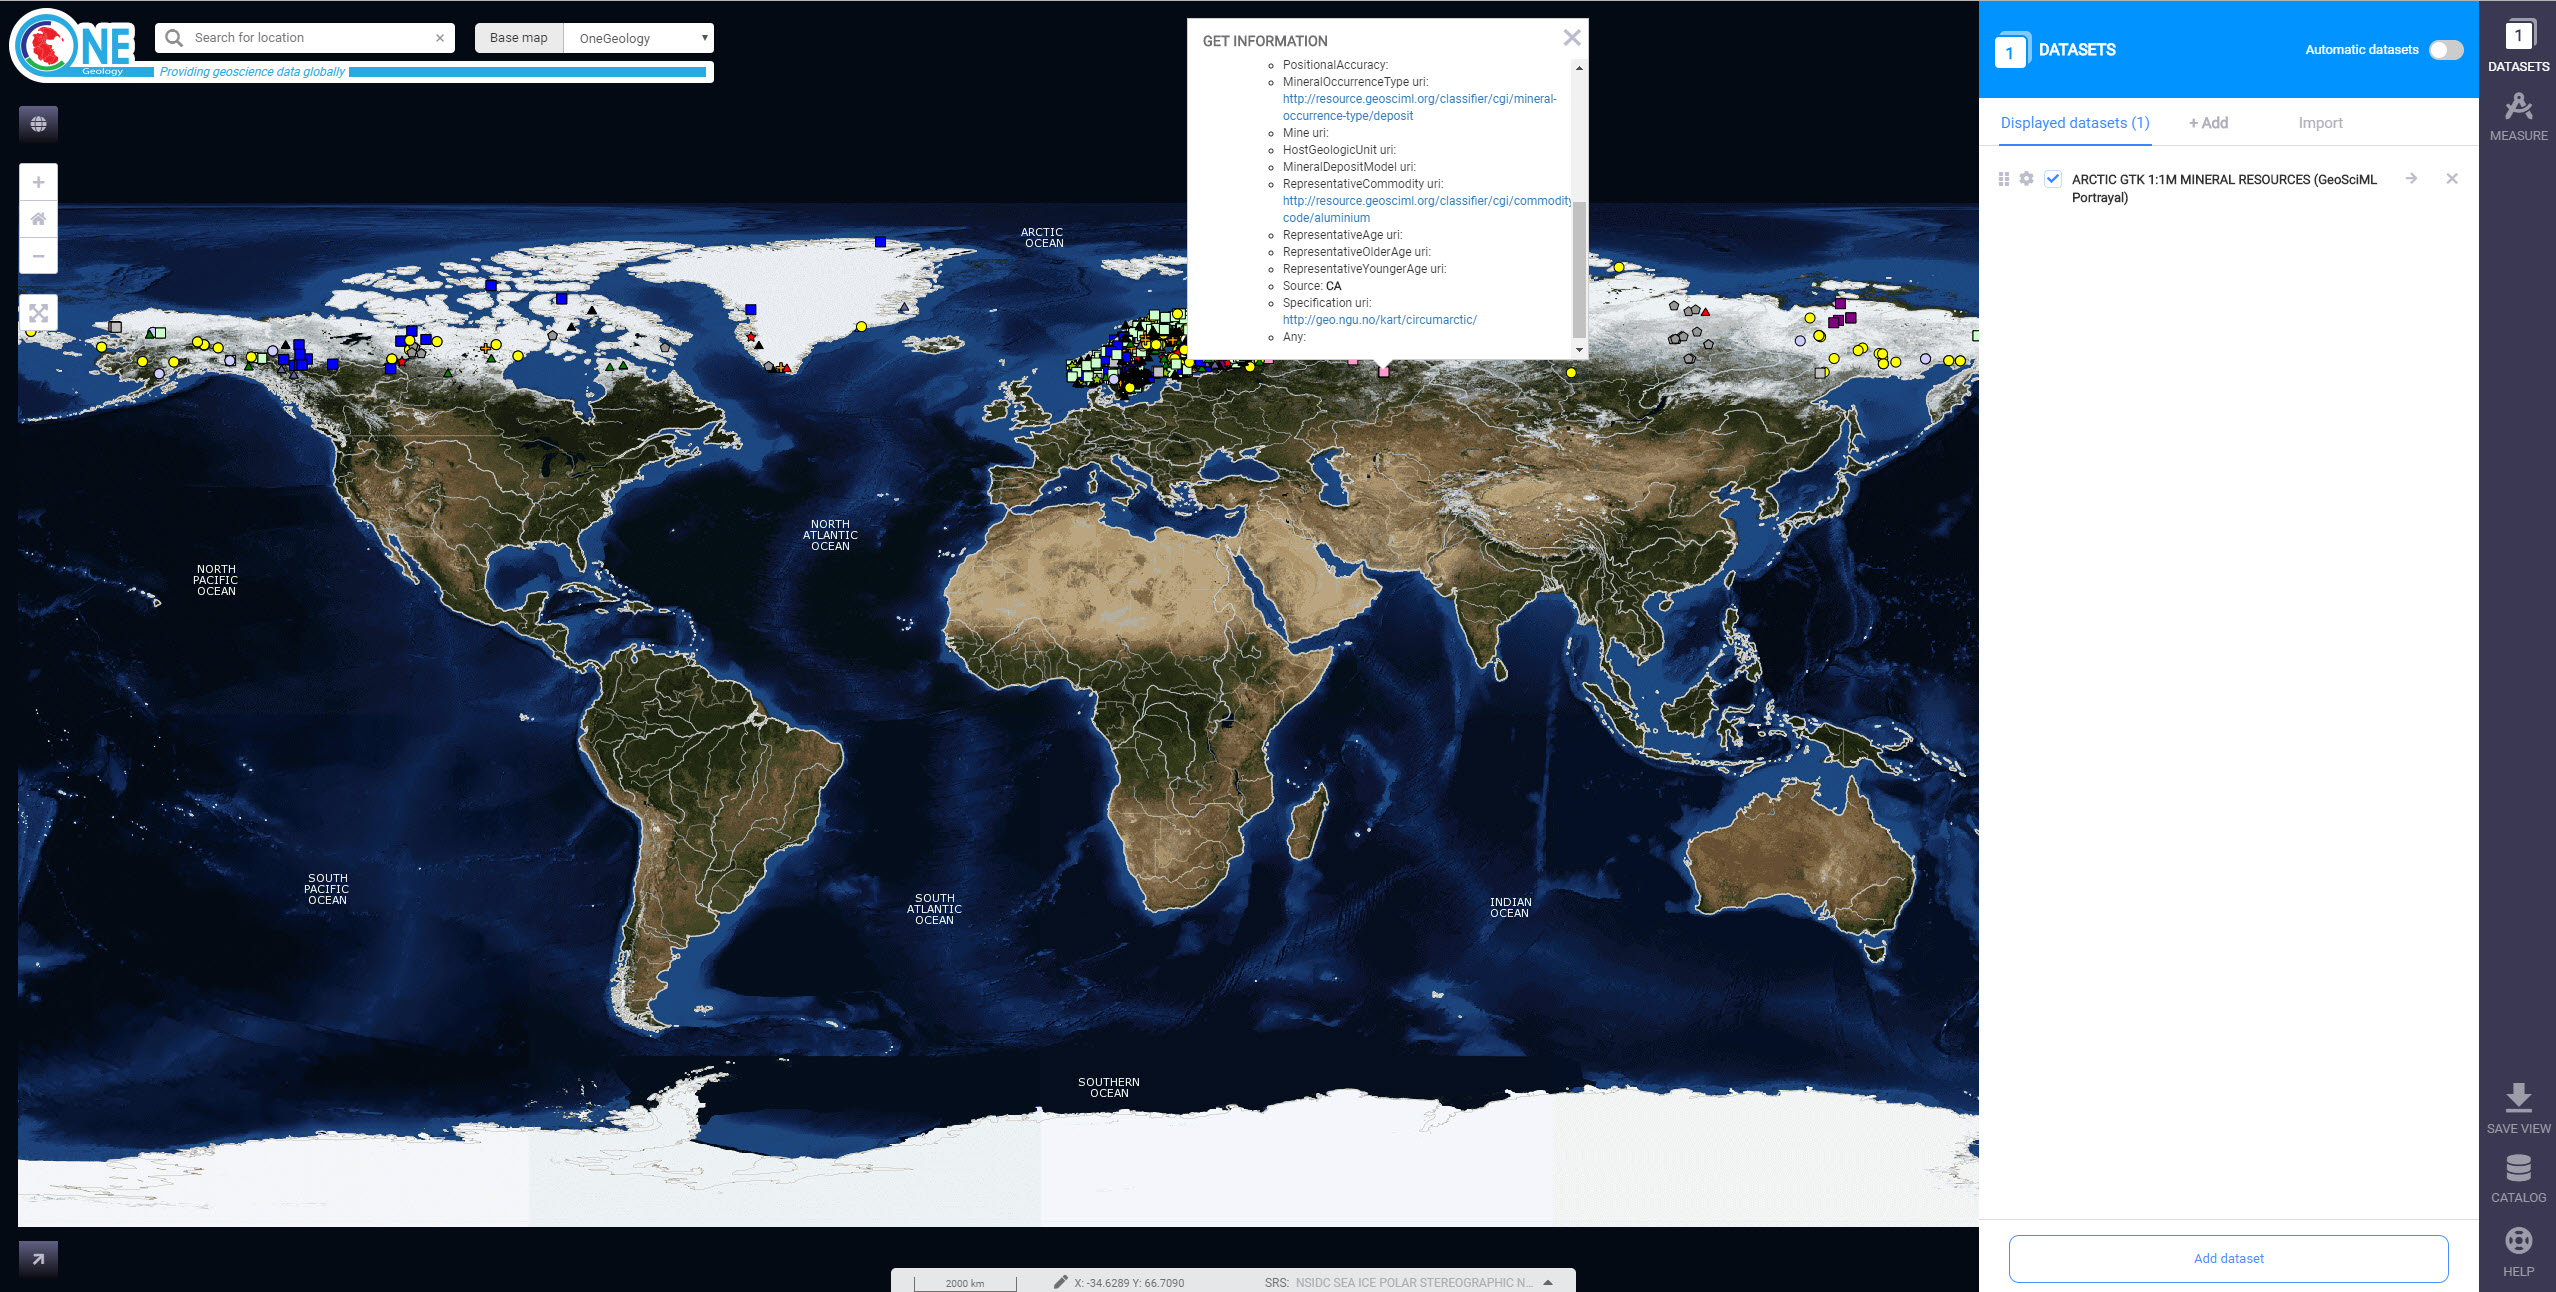 NE
Geology
Providing geoscience data globally
Search for location
×
Base map
OneGeology
GET INFORMATION
PositionalAccuracy:
MineralOccurrenceType uri:
http://resource.geosciml.org/classifier/cgi/mineral-
occurrence-type/deposit
Mine uri:
HostGeologicUnit uri:
MineralDepositModel uri:
RepresentativeCommodity uri:
http://resource.geosciml.org/classifier/cgi/commodity
code/aluminium
RepresentativeAge uri:
RepresentativeOlderAge uri:
RepresentativeYoungerAge uri:
Source: CA
Specification uri:
http://geo.ngu.no/kart/circumarctic/
Any:
ARCTIC
OCEAN
NORTH
ATLANTIC
OCEAN
NORTH
PACIFIC
OCEAN
SOUTH
PACIFIC
OCEAN
SOUTH
ATLANTIC
OCEAN
INDIAN
OCEAN
SOUTHERN
OCEAN
2000 km
X: -34.6289 Y: 66.7090
SRS: NSIDC SEA ICE POLAR STEREOGRAPHIC N...
1 DATASETS
Automatic datasets
Displayed datasets (1)
+ Add
Import
ARCTIC GTK 1:1M MINERAL RESOURCES (GeoSciML
Portrayal)
Add dataset
1
DATASETS
MEASURE
SAVE VIEW
CATALOG
HELP